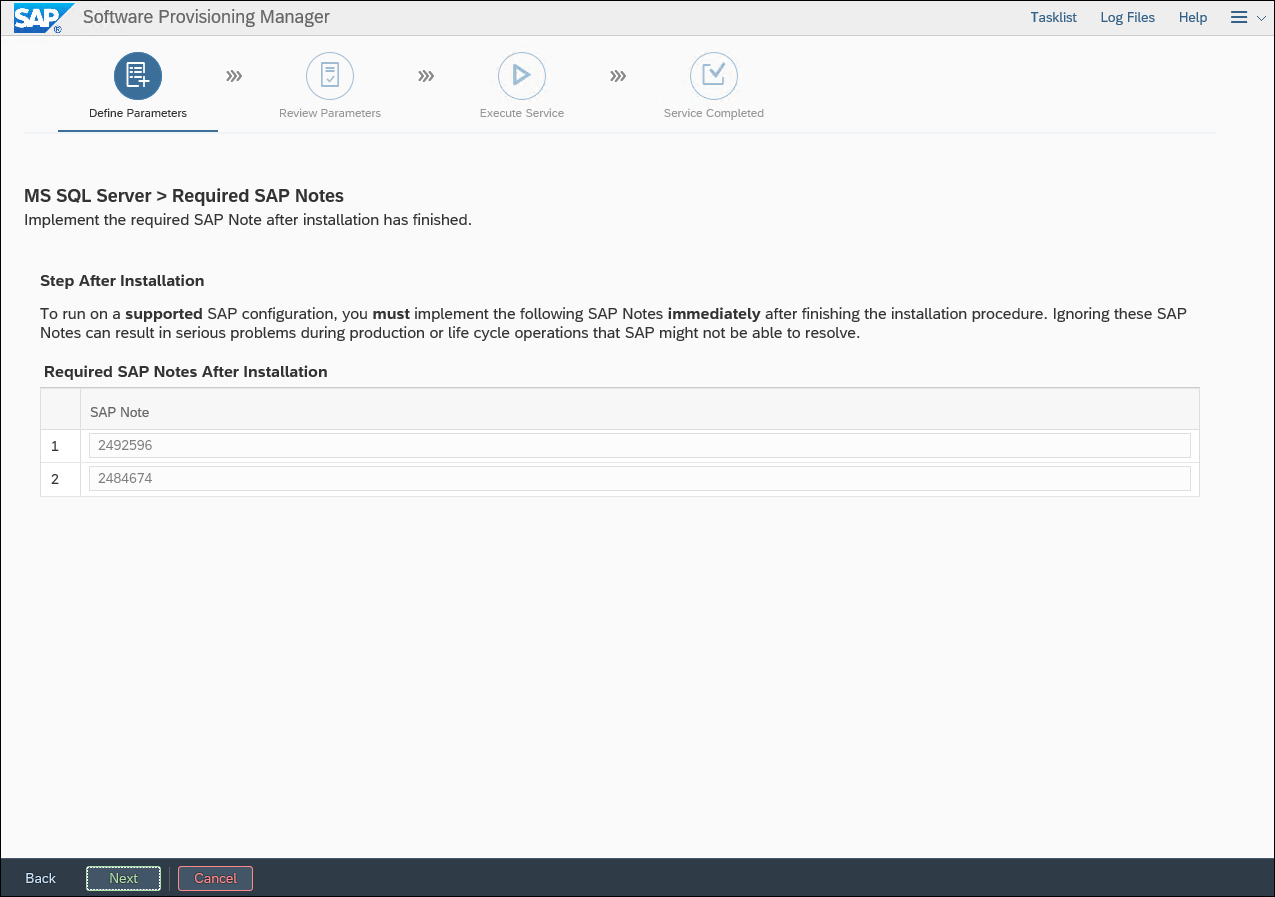 SAP ® Software Provisioning Manager Tasklist Log Files Help
Define Parameters Review Parameters Execute Service Service Completed
MS SQL Server > Required SAP Notes
Implement the required SAP Note after installation has finished.
Step After Installation
To run on a supported SAP configuration, you must implement the following SAP Notes immediately after finishing the installation procedure. Ignoring these SAP
Notes can result in serious problems during production or life cycle operations that SAP might not be able to resolve.
Required SAP Notes After Installation
SAP Note
1 2492596
2 2484674
Back Next Cancel